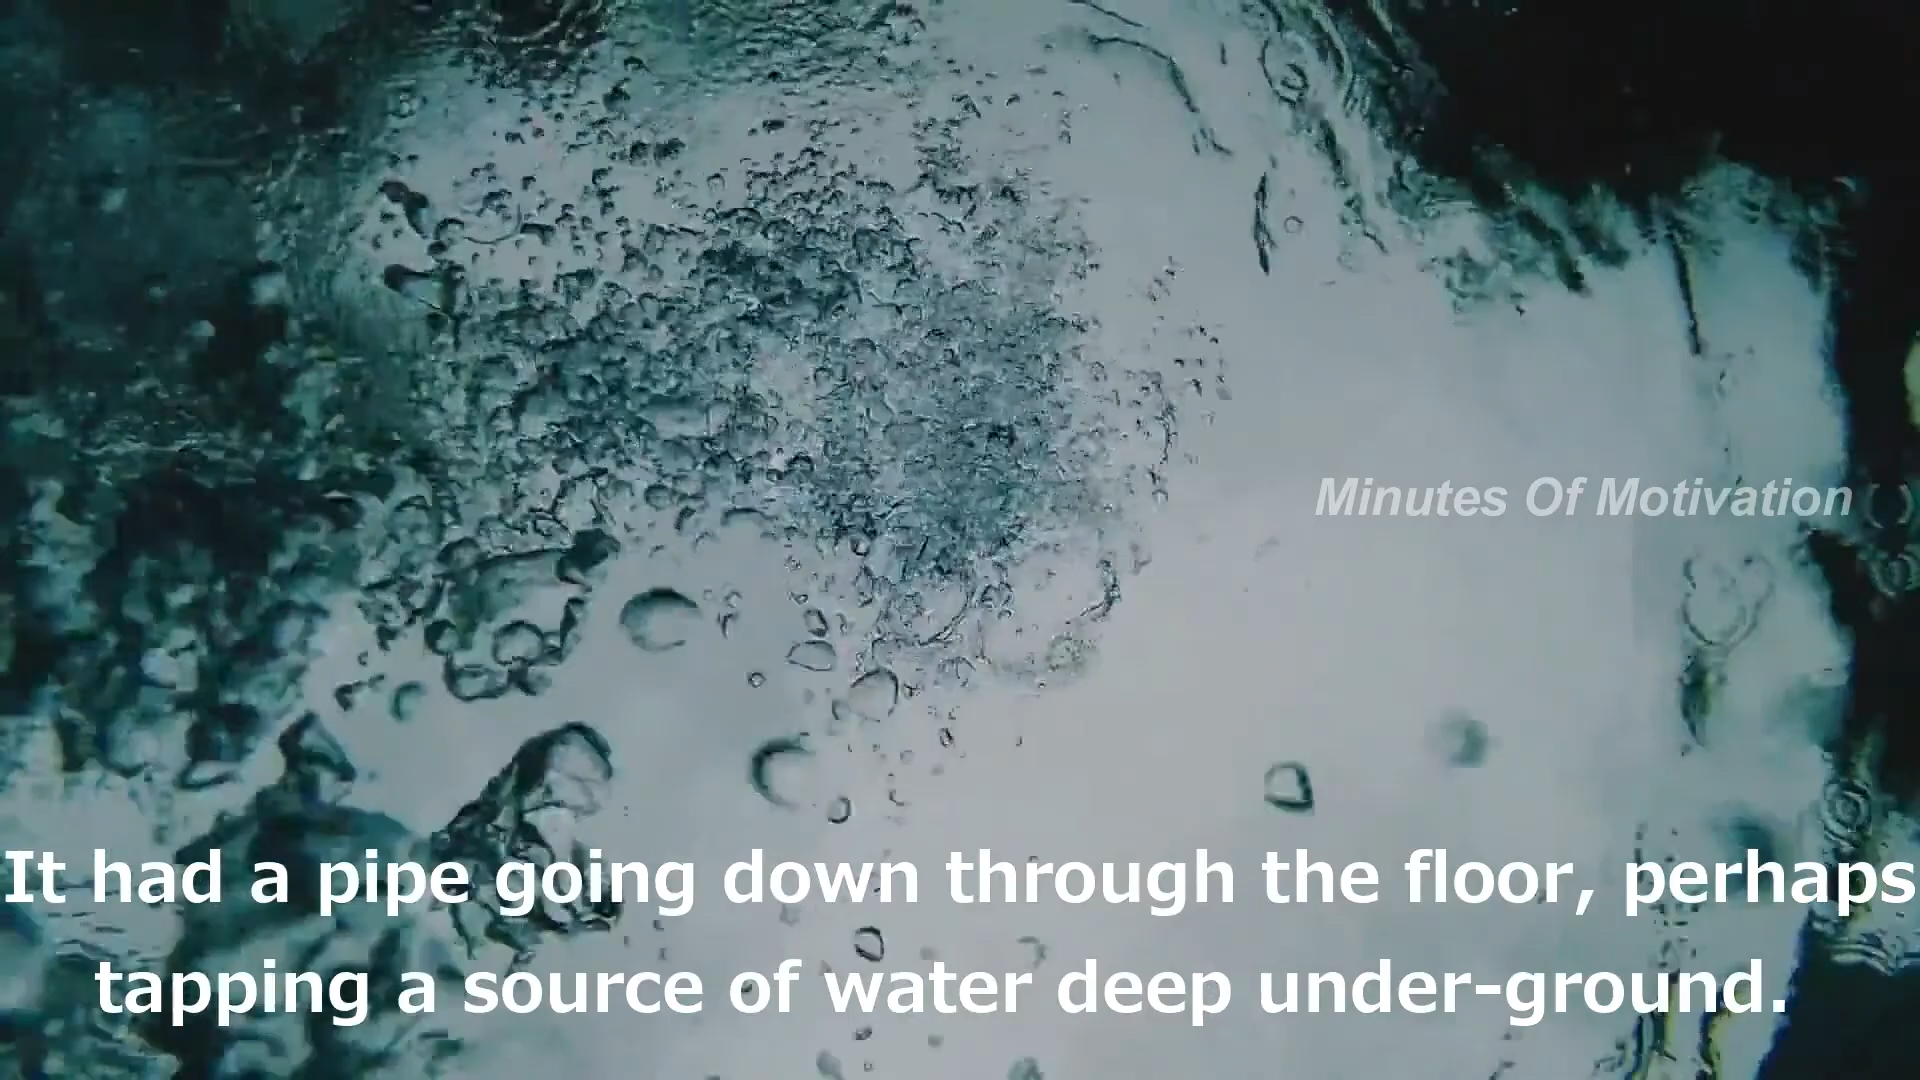 Minutes Of Motivation
It had a pipe going down through the floor, perhaps
tapping a source of water deep under-ground.